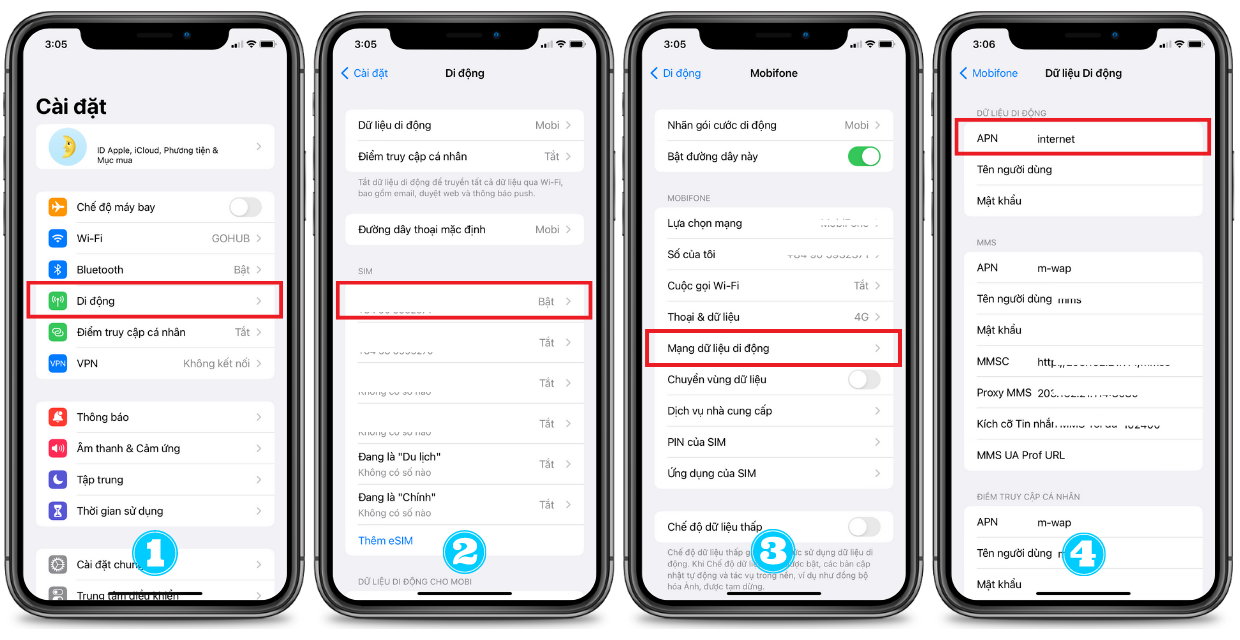 3:05
Cài đặt
ID Apple, iCloud, Phương tiện &
Mục mua
Chế độ máy bay
Wi-Fi GOHUB
Bluetooth Bật
Di động
Điểm truy cập cá nhân Tắt
VPN VPN Không kết nối
Thông báo
Âm thanh & Cảm ứng
Tập trung
Thời gian sử dụng
Cài đặt chung
Trung tâm điều khiển
1
3:05
Cài đặt Di động
Dữ liệu di động Mobi
Điểm truy cập cá nhân Tắt
Tắt dữ liệu di động để truyền tất cả dữ liệu qua Wi-Fi,
bao gồm email, duyệt web và thông báo push.
Đường dây thoại mặc định Mobi
SIM
Bật
Tắt
Tắt
Không có số nào
Tắt
Không có số nào
Đang là "Du lịch" Tắt
Không có số nào
Đang là "Chính" Tắt
Không có số nào
Thêm eSIM
2
DỮ LIỆU DI ĐỘNG CHO MOBI
3:05
Di động Mobifone
Nhãn gói cước di động Mobi
Bật đường dây này
MOBIFONE
Lựa chọn mạng
Số của tôi
Cuộc gọi Wi-Fi Tắt
Thoại & dữ liệu 4G
Mạng dữ liệu di động
Chuyển vùng dữ liệu
Dịch vụ nhà cung cấp
PIN của SIM
Ứng dụng của SIM
Chế độ dữ liệu thấp
3
Chế độ dữ liệu thấp sử dụng dữ liệu di
động. Khi Chế độ dữ bật, các bản cập
nhật tự động và tác vụ trong nền, ví dụ như đồng bộ
hóa Ảnh, được tạm dừng.
3:06
Mobifone Dữ liệu Di động
DỮ LIỆU DI ĐỘNG
APN internet
Tên người dùng
Mật khẩu
MMS
APN m-wap
Tên người dùng mms
Mật khẩu
MMSC
Proxy MMS
Kích cỡ Tin nhắn
MMS UA Prof URL
ĐIỂM TRUY CẬP CÁ NHÂN
APN m-wap
Tên người dùng
4
Mật khẩu